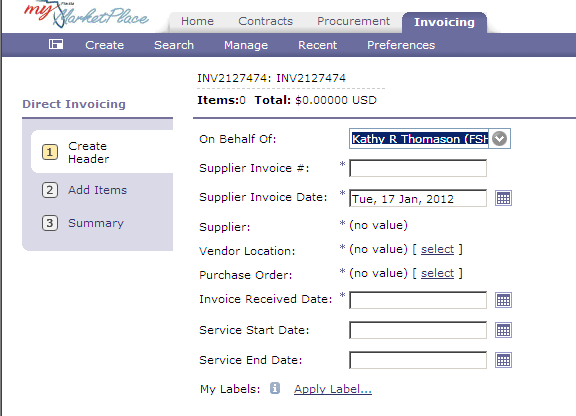 my Florida MarketPlace
Home Contracts Procurement Invoicing
Create Search Manage Recent Preferences
INV2127474: INV2127474
Items:0 Total: $0.00000 USD
Direct Invoicing
1 Create Header
2 Add Items
3 Summary
On Behalf Of: Kathy R Thomason (FSH
Supplier Invoice #: *
Supplier Invoice Date: * Tue, 17 Jan, 2012
Supplier: * (no value)
Vendor Location: * (no value) [ select ]
Purchase Order: * (no value) [ select ]
Invoice Received Date: *
Service Start Date:
Service End Date:
My Labels: i Apply Label...